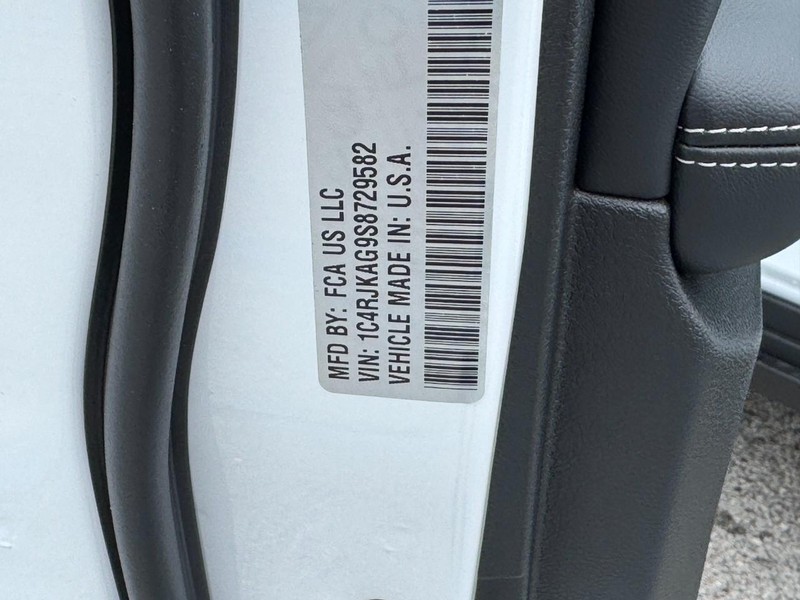 MFD BY: FCA US LLC
VIN: 1C4RJKAG9S8729582
VEHICLE MADE IN: U.S.A.